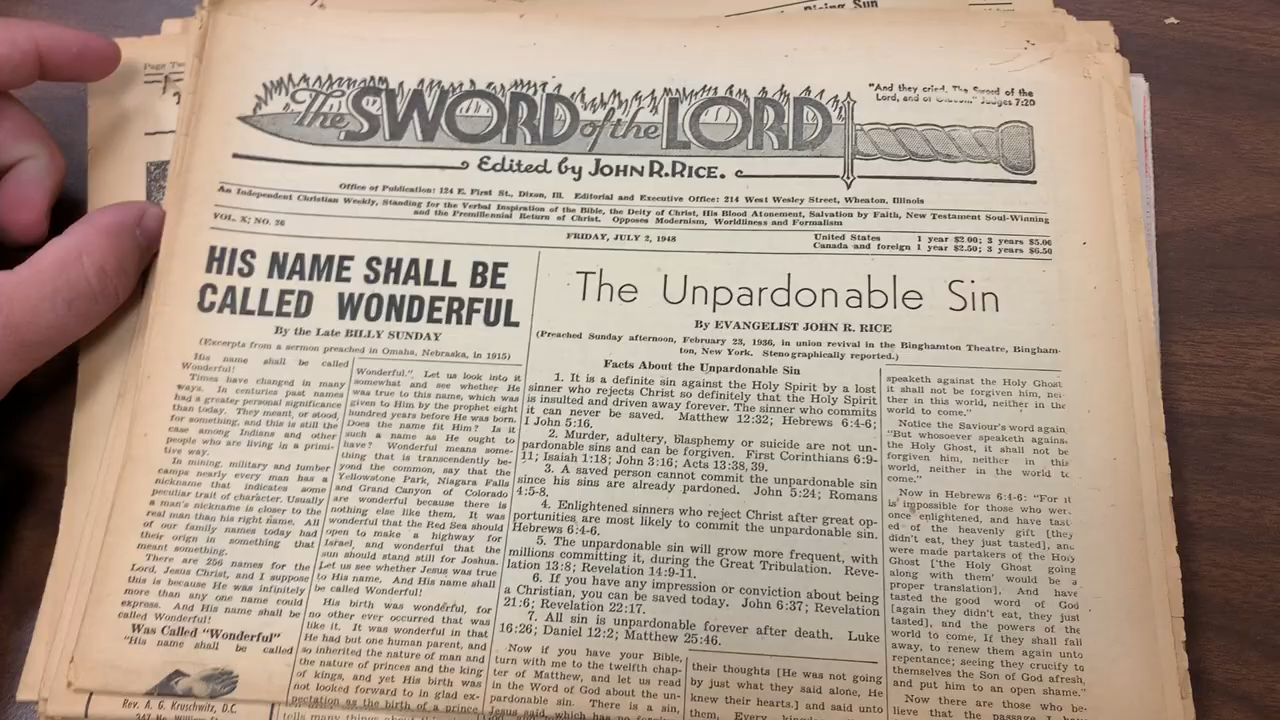 Rising Sun
Page
The SWORD of the LORD
"And they cried, The Sword of the
Lord, and of Gideon." Judges 7:20
Edited by JOHN R. RICE.
Office of Publication: 124 E. First St., Dixon, Ill. Editorial and Executive Office: 214 West Wesley Street, Wheaton, Illinois
An Independent Christian Weekly, Standing for the Verbal Inspiration of the Bible, the Deity of Christ, His Blood Atonement, Salvation by Faith, New Testament Soul-Winning
and the Premillennial Return of Christ. Opposes Modernism, Worldliness and Formalism
VOL. X; NO. 26
FRIDAY, JULY 2, 1948
United States 1 year $2.00; 3 years $5.00
Canada and foreign 1 year $2.50; 3 years $6.50
HIS NAME SHALL BE
CALLED WONDERFUL
By the Late BILLY SUNDAY
(Excerpts from a sermon preached in Omaha, Nebraska, in 1915)
His name shall be called
Wonderful!
Times have changed in many
ways. In centuries past names
had a greater personal significance
than today. They meant, or stood,
for something, and this is still the
case among Indians and other
people who are living in a primi-
tive way.
In mining, military and lumber
camps nearly every man has a
nickname that indicates some
peculiar trait of character. Usually
a man's nickname is closer to the
real man than his right name. All
of our family names today had
their orign in something that
meant something.
There are 256 names for the
Lord, Jesus Christ, and I suppose
this is because He was infinitely
more than any one name could
express. And His name shall be
called Wonderful!
Was Called "Wonderful"
"His name shall be called
Wonderful.". Let us look into it
somewhat and see whether He
was true to this name, which was
given to Him by the prophet eight
hundred years before He was born.
Does the name fit Him? Is it
such a name as He ought to
have? Wonderful means some-
thing that is transcendently be-
yond the common, say that the
Yellowstone Park, Niagara Falls
and Grand Canyon of Colorado
are wonderful because there is
nothing else like them. It was
wonderful that the Red Sea should
open to make a highway for
Israel, and wonderful that the
sun should stand still for Joshua.
Let us see whether Jesus was true
to His name. And His name shall
be called Wonderful!
His birth was wonderful, for
no other ever occurred that was
like it. It was wonderful in that
He had but one human parent, and
so inherited the nature of man and
the nature of princes and the king
of kings, and yet His birth was
not looked forward to in glad ex-
pectation as the birth of a prince
The Unpardonable Sin
By EVANGELIST JOHN R. RICE
(Preached Sunday afternoon, February 23, 1936, in union revival in the Binghamton Theatre, Bingham-
ton, New York. Stenographically reported.)
Facts About the Unpardonable Sin
1. It is a definite sin against the Holy Spirit by a lost
sinner who rejects Christ so definitely that the Holy Spirit
is insulted and driven away forever. The sinner who commits
it can never be saved. Matthew 12:32; Hebrews 6:4-6;
I John 5:16.
2. Murder, adultery, blasphemy or suicide are not un-
pardonable sins and can be forgiven. First Corinthians 6:9-
11; Isaiah 1:18; John 3:16; Acts 13:38, 39.
3. A saved person cannot commit the unpardonable sin
since his sins are already pardoned. John 5:24; Romans
4:5-8.
4. Enlightened sinners who reject Christ after great op-
portunities are most likely to commit the unpardonable sin.
Hebrews 6:4-6.
5. The unpardonable sin will grow more frequent, with
millions committing it, during the Great Tribulation. Reve-
lation 13:8; Revelation 14:9-11.
6. If you have any impression or conviction about being
a Christian, you can be saved today. John 6:37; Revelation
21:6; Revelation 22:17.
7. All sin is unpardonable forever after death. Luke
16:26; Daniel 12:2; Matthew 25:46.
Now if you have your Bible,
turn with me to the twelfth chap-
ter of Matthew, and let us read
in the Word of God about the un-
pardonable sin. There is a sin,
Jesus said, which has no
their thoughts [He was not going
by just what they said alone, He
knew their hearts.] and said unto
them, Every
speaketh against the Holy Ghost
it shall not be forgiven him, nei-
ther in this world, neither in the
world to come."
Notice the Saviour's word again,
"But whosoever speaketh agains.
the Holy Ghost, it shall not be
forgiven him, neither in this
world, neither in the world to
come."
Now in Hebrews 6:4-6: "For it
is impossible for those who wer.
once enlightened, and have tast
ed of the heavenly gift [they
didn't eat, they just tasted], and
were made partakers of the Holy
Ghost ['the Holy Ghost going
along with them' would be a
proper translation], And have
tasted the good word of God
[again they didn't eat, they just
tasted], and the powers of the
world to come, If they shall fall
away, to renew them again unto
repentance; seeing they crucify to
themselves the Son of God afresh,
and put him to an open shame."
Now there are those who be-
lieve that the passage I
Rev. A. G. Kruschwitz, D.C.
tells many things about